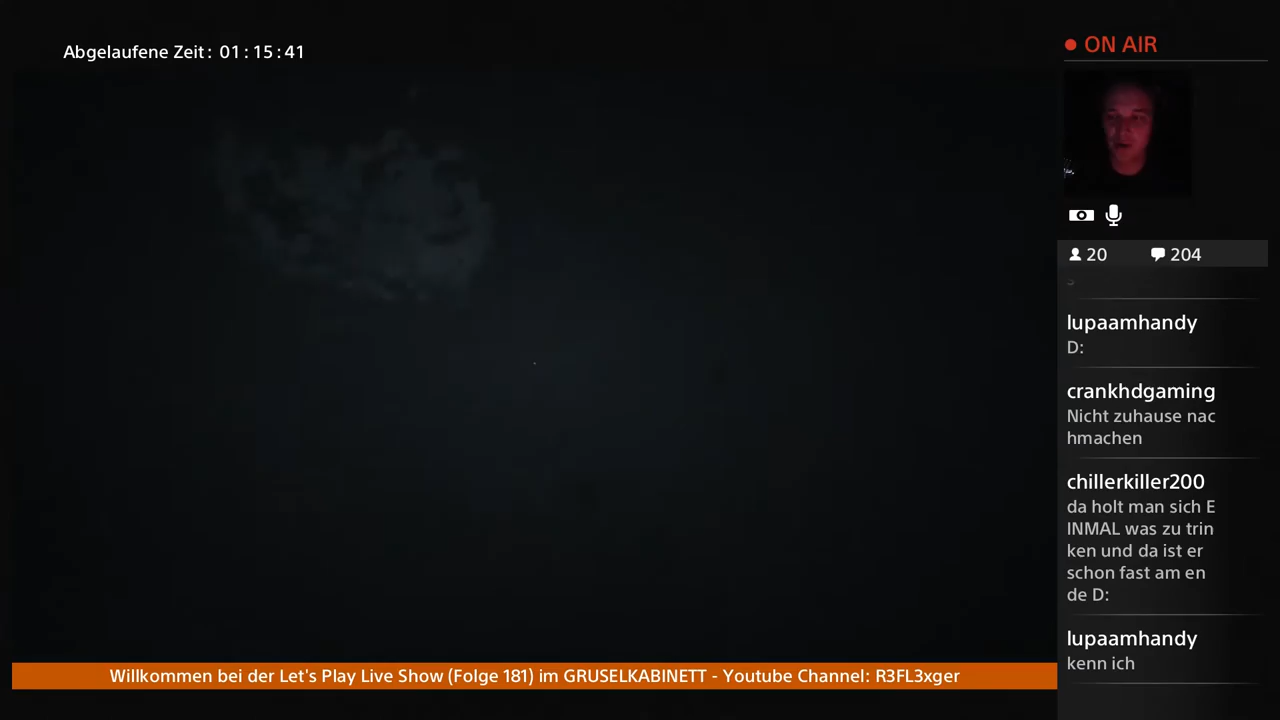 Abgelaufene Zeit: 01:15:41
ON AIR
20 204
lupaamhandy
D:
crankhdgaming
Nicht zuhause nac
hmachen
chillerkiller200
da holt man sich E
INMAL was zu trin
ken und da ist er
schon fast am en
de D:
lupaamhandy
kenn ich
Willkommen bei der Let's Play Live Show (Folge 181) im GRUSELKABINETT - Youtube Channel: R3FL3xger